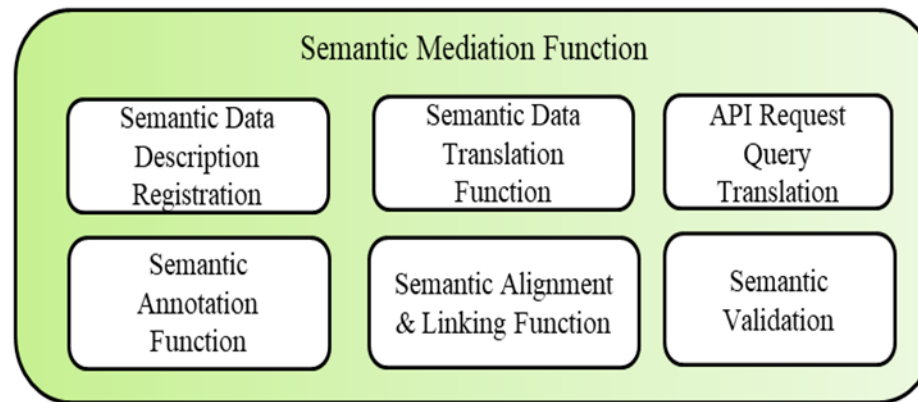 Semantic Mediation Function
Semantic Data
Description
Registration
Semantic Data
Translation
Function
API Request
Query
Translation
Semantic
Annotation
Function
Semantic Alignment
& Linking Function
Semantic
Validation